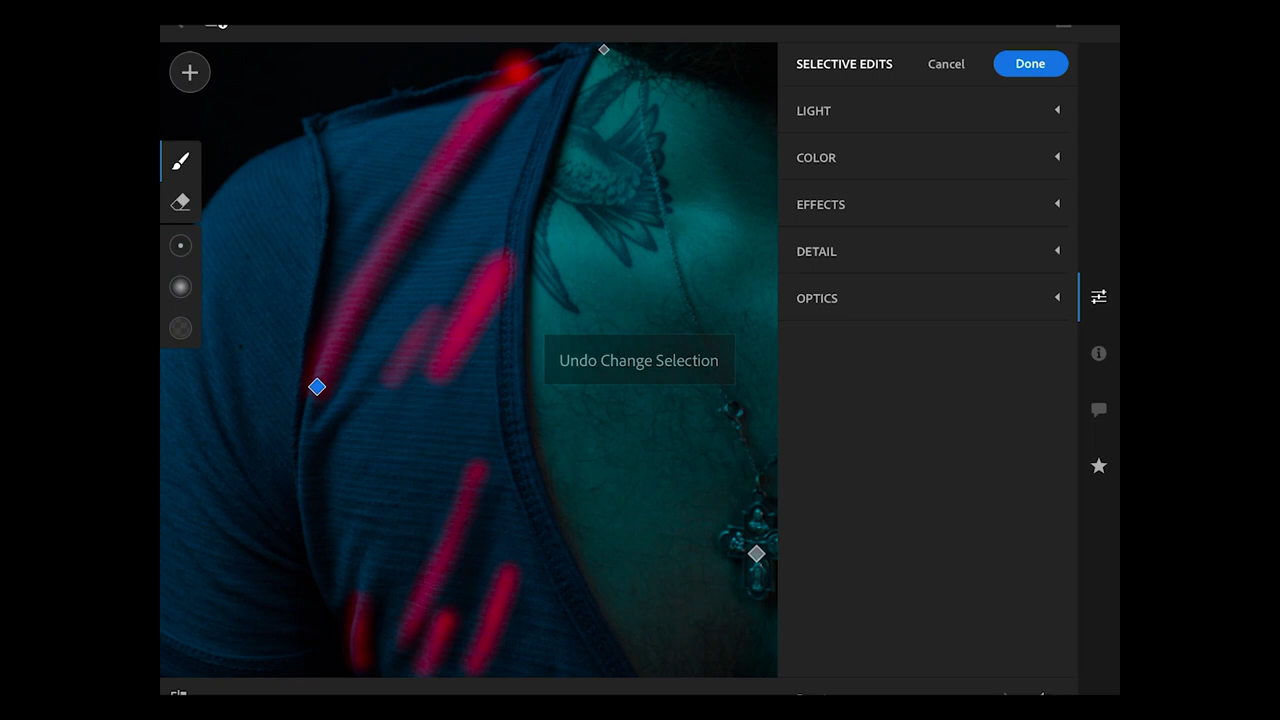 SELECTIVE EDITS
Cancel
Done
LIGHT
COLOR
EFFECTS
DETAIL
OPTICS
Undo Change Selection